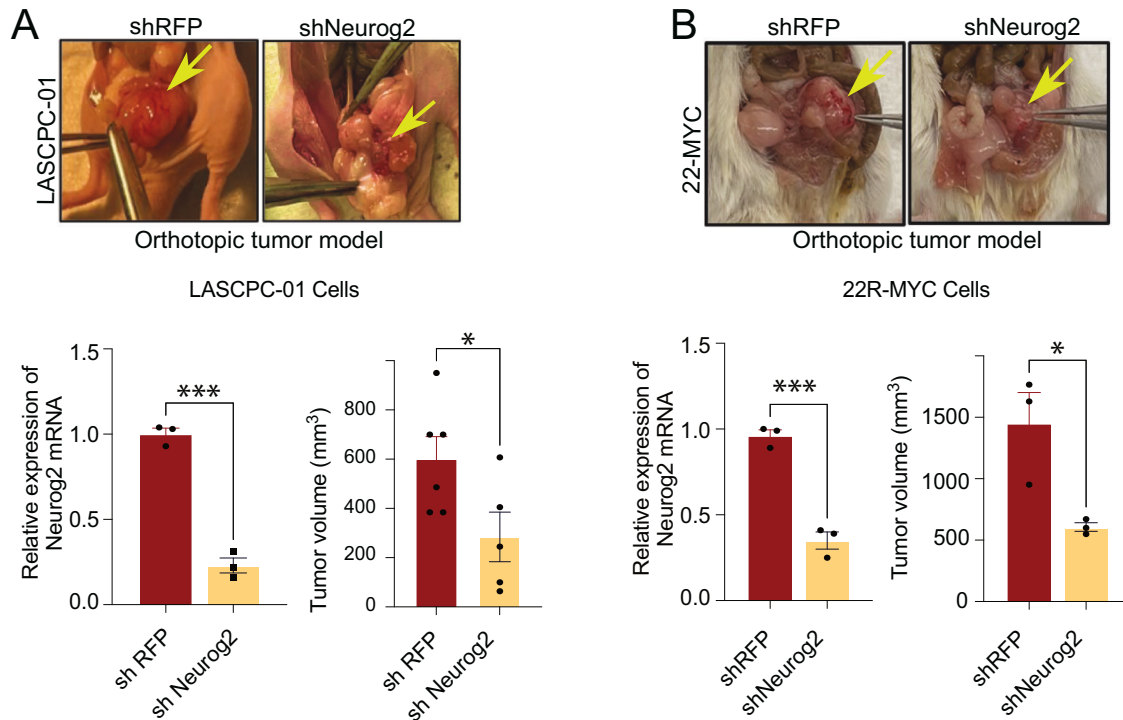 A
shRFP
shNeurog2
LASCPC-01
Orthotopic tumor model
LASCPC-01 Cells
Relative expression of
Neurog2 mRNA
1.5
1.0
0.5
0.0
***
sh RFP
sh Neurog2
Tumor volume (mm³)
800
600
400
200
0
*
sh RFP
sh Neurog2
B
shRFP
shNeurog2
22-MYC
Orthotopic tumor model
22R-MYC Cells
Relative expression of
Neurog2 mRNA
1.5
1.0
0.5
0.0
***
shRFP
shNeurog2
Tumor volume (mm³)
1500
1000
500
0
*
shRFP
shNeurog2